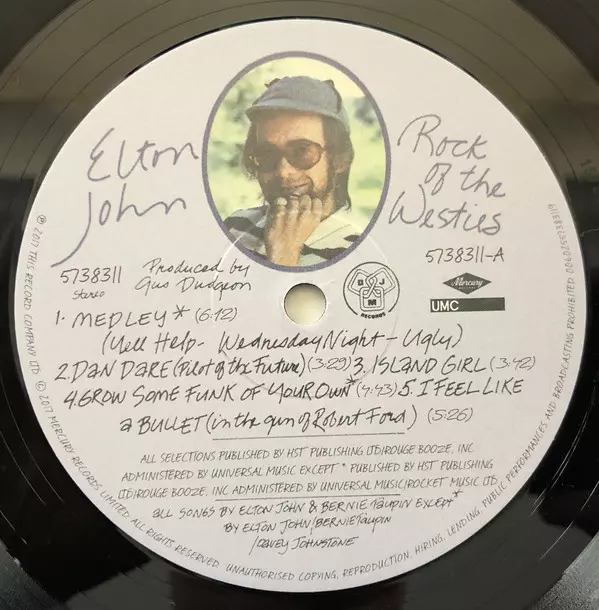 Elton
John
Rock
of the
Westies
5738311
Stereo
Produced by
Gus Dudgeon
DJM
RECORDS
5738311-A
Mercury
UMC
1. MEDLEY* (6:12)
(Yell Help - Wednesday Night - Ugly)
2. DAN DARE (Pilot of the Future) (3:29) 3. ISLAND GIRL (3:42)
4. GROW SOME FUNK OF YOUR OWN* (4:43) 5. I FEEL LIKE
a BULLET (in the gun of Robert Ford) (5:26)
ALL SELECTIONS PUBLISHED BY HST PUBLISHING LTD/ROUGE BOOZE, INC
ADMINISTERED BY UNIVERSAL MUSIC EXCEPT * PUBLISHED BY HST PUBLISHING
LTD/ROUGE BOOZE, INC ADMINISTERED BY UNIVERSAL MUSIC/ROCKET MUSIC LTD.
ALL SONGS BY ELTON JOHN & BERNIE TAUPIN EXCEPT*
BY ELTON JOHN/BERNIE TAUPIN
/DAVEY JOHNSTONE
℗ 2017 THIS RECORD COMPANY LTD. © 2017 MERCURY RECORDS LIMITED. ALL RIGHTS RESERVED. UNAUTHORISED COPYING, REPRODUCTION, HIRING, LENDING, PUBLIC PERFORMANCES AND BROADCASTING PROHIBITED. 00602557383119